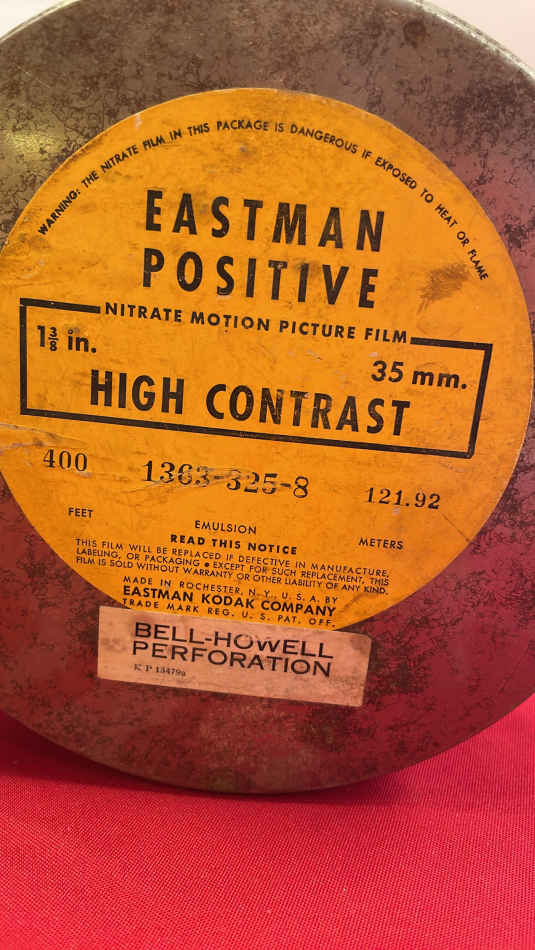 WARNING: THE NITRATE FILM IN THIS PACKAGE IS DANGEROUS IF EXPOSED TO HEAT OR FLAME
EASTMAN
POSITIVE
NITRATE MOTION PICTURE FILM
1 3/8 in.
35 mm.
HIGH CONTRAST
400 1363-325-8 121.92
FEET EMULSION METERS
READ THIS NOTICE
THIS FILM WILL BE REPLACED IF DEFECTIVE IN MANUFACTURE,
LABELING, OR PACKAGING ● EXCEPT FOR SUCH REPLACEMENT, THIS
FILM IS SOLD WITHOUT WARRANTY OR OTHER LIABILITY OF ANY KIND.
MADE IN ROCHESTER, N. Y., U. S. A. BY
EASTMAN KODAK COMPANY
TRADE MARK REG. U. S. PAT. OFF.
BELL-HOWELL
PERFORATION
K P 13479a